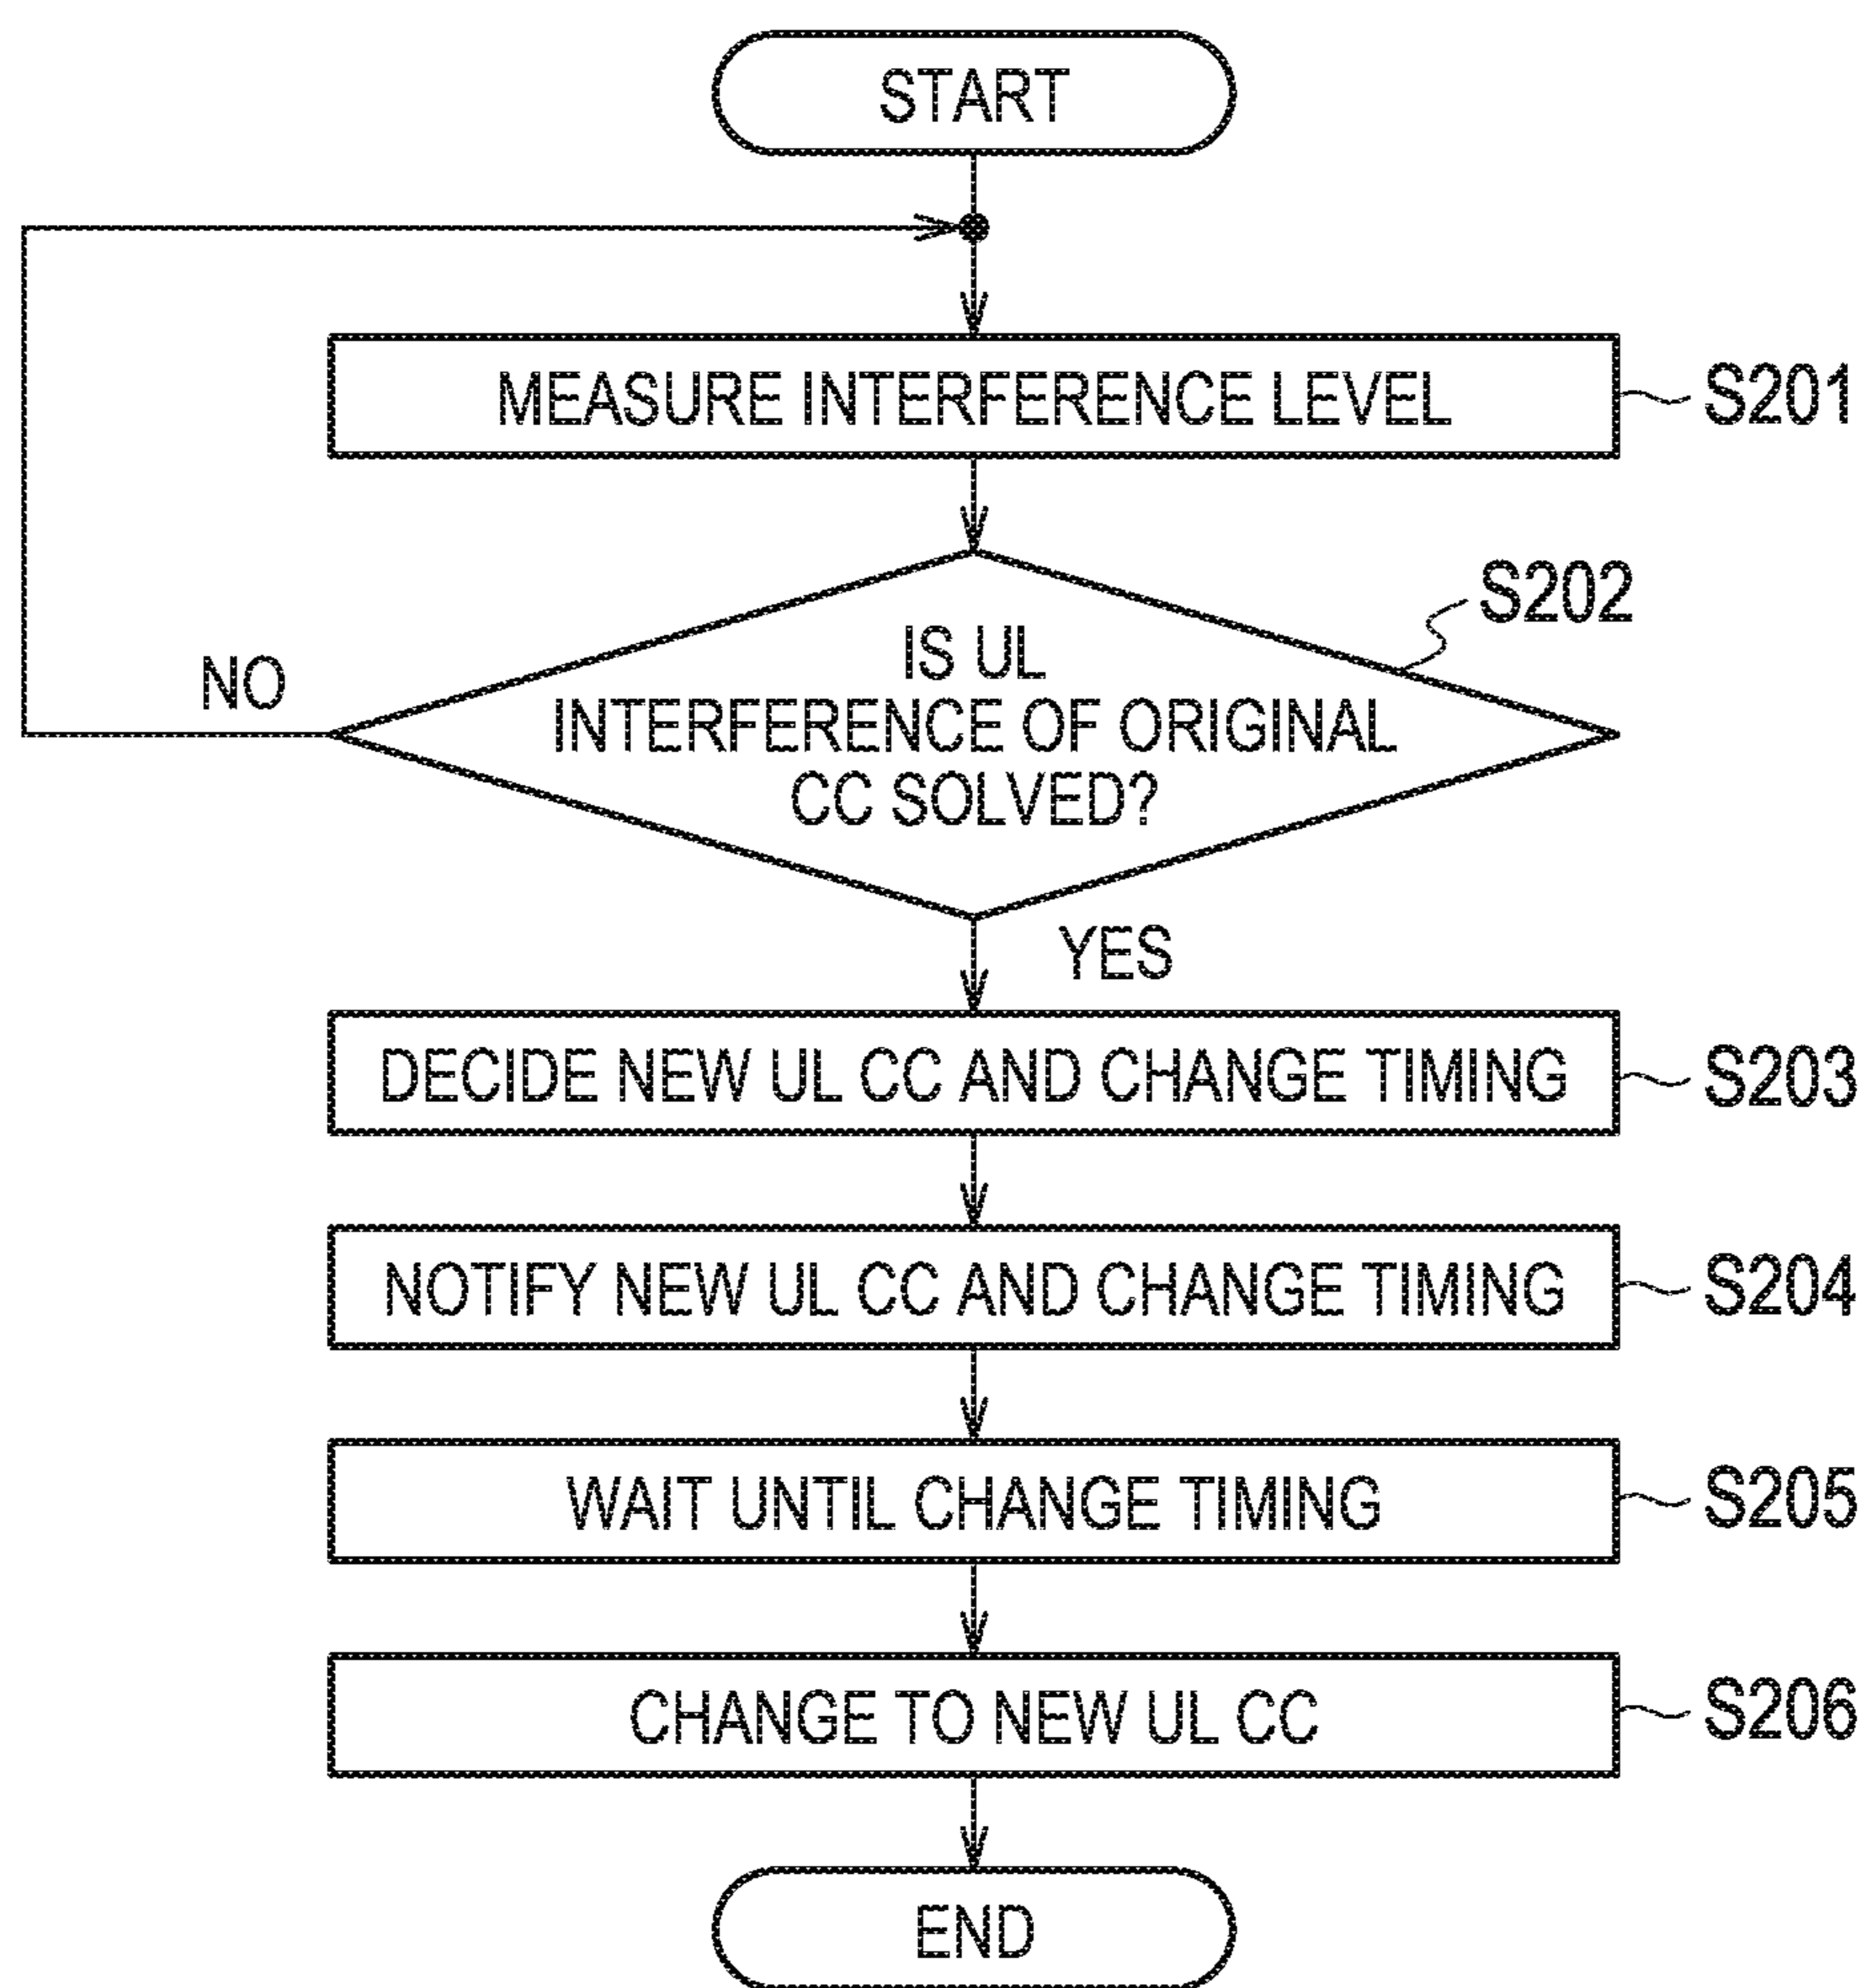 START
MEASURE INTERFERENCE LEVEL
S201
S202
IS UL
INTERFERENCE OF ORIGINAL
CC SOLVED?
NO
YES
DECIDE NEW UL CC AND CHANGE TIMING
S203
NOTIFY NEW UL CC AND CHANGE TIMING
S204
WAIT UNTIL CHANGE TIMING
S205
CHANGE TO NEW UL CC
S206
END